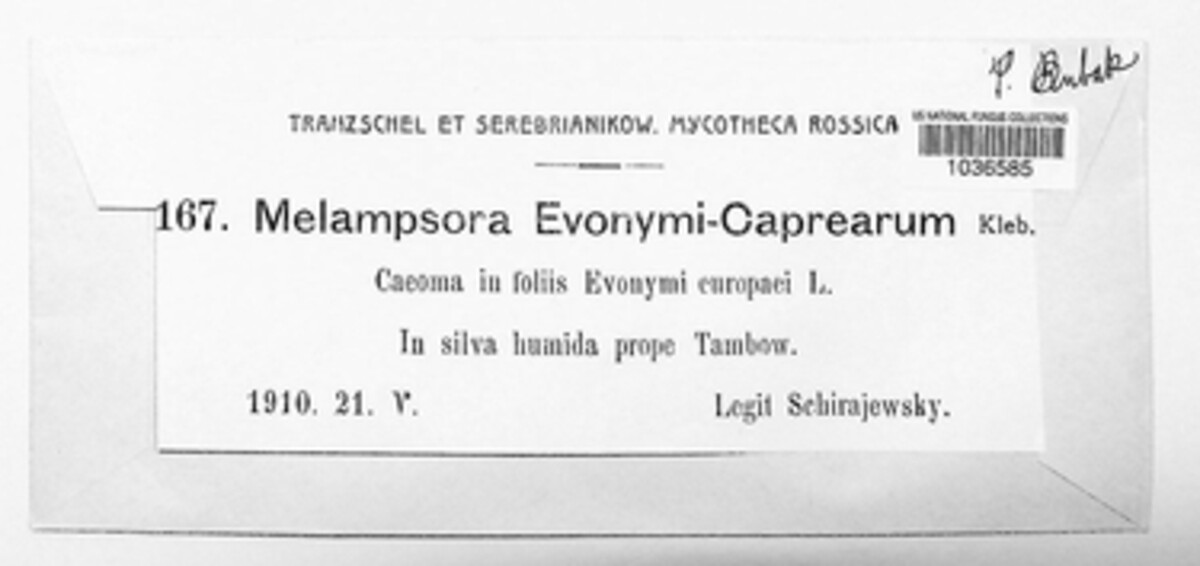 F. Bubak
TRANZSCHEL ET SEREBRIANIKOW. MYCOTHECA ROSSICA
US NATIONAL FUNGUS COLLECTIONS
1036585
167. Melampsora Evonymi-Caprearum Kleb.
Caeoma in foliis Evonymi europaei L.
In silva humida prope Tambow.
1910. 21. V. Legit Schirajewsky.